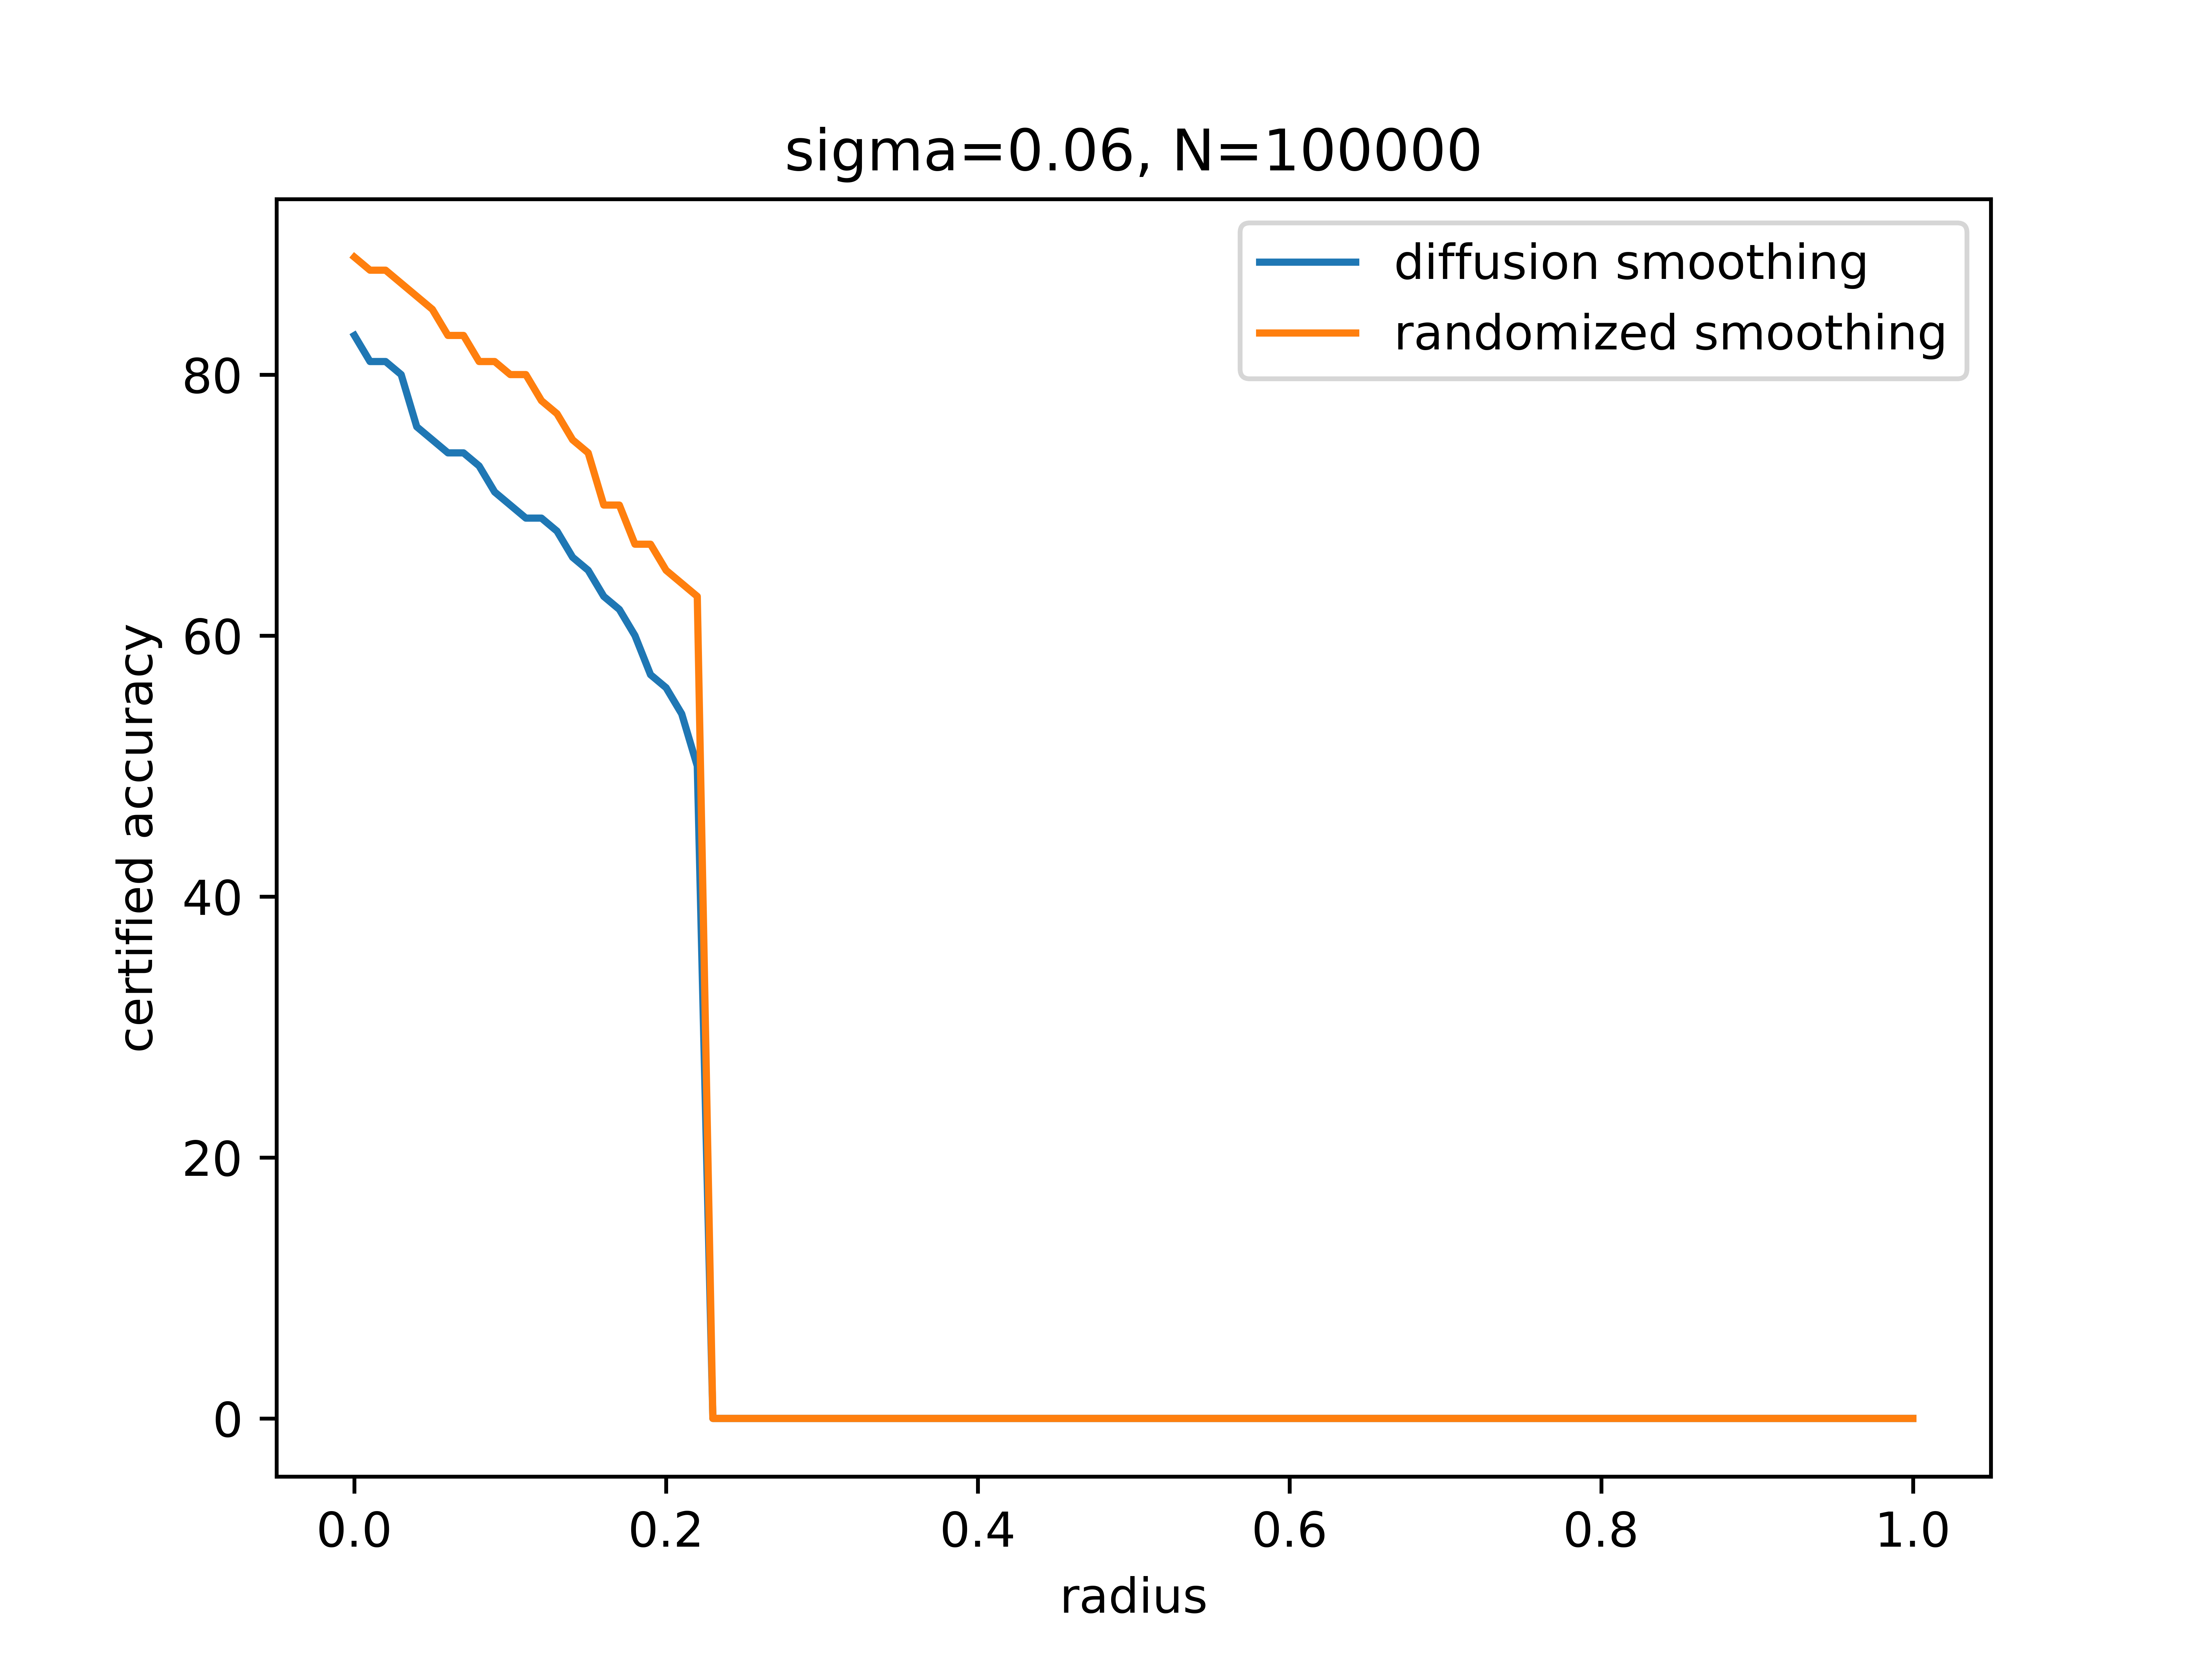 sigma=0.06, N=100000
diffusion smoothing
randomized smoothing
certified accuracy
80
60
40
20
0
0.0 0.2 0.4 0.6 0.8 1.0
radius